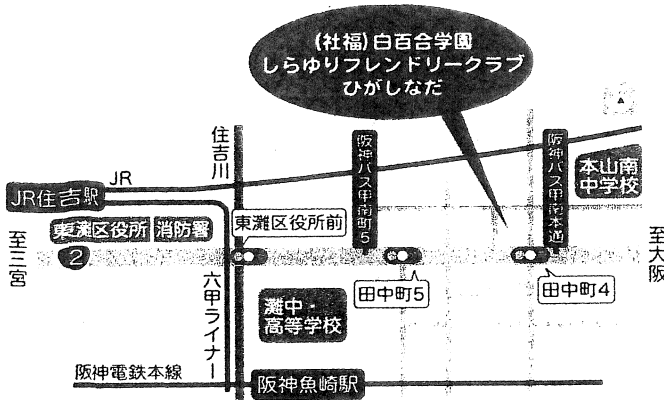 (社福)白百合学園
しらゆりフレンドリークラブ
ひがしなだ
住吉川
阪神バス甲南町5
阪神バス甲南本通
本山南
中学校
JR
JR住吉駅
東灘区役所
消防署
東灘区役所前
至三宮
2
至大阪
田中町5
田中町4
六甲ライナー
灘中・
高等学校
阪神電鉄本線
阪神魚崎駅